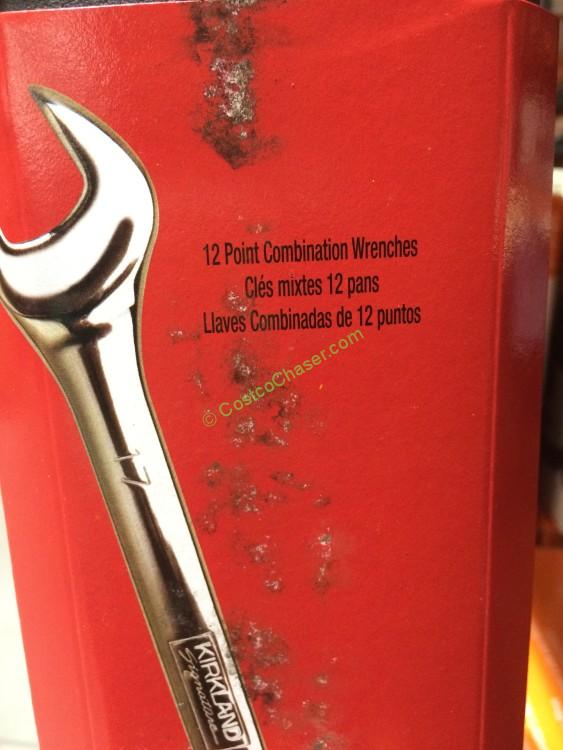 12 Point Combination Wrenches
Clés mixtes 12 pans
Llaves Combinadas de 12 puntos
© CostcoChaser.com
17
KIRKLAND
Signature